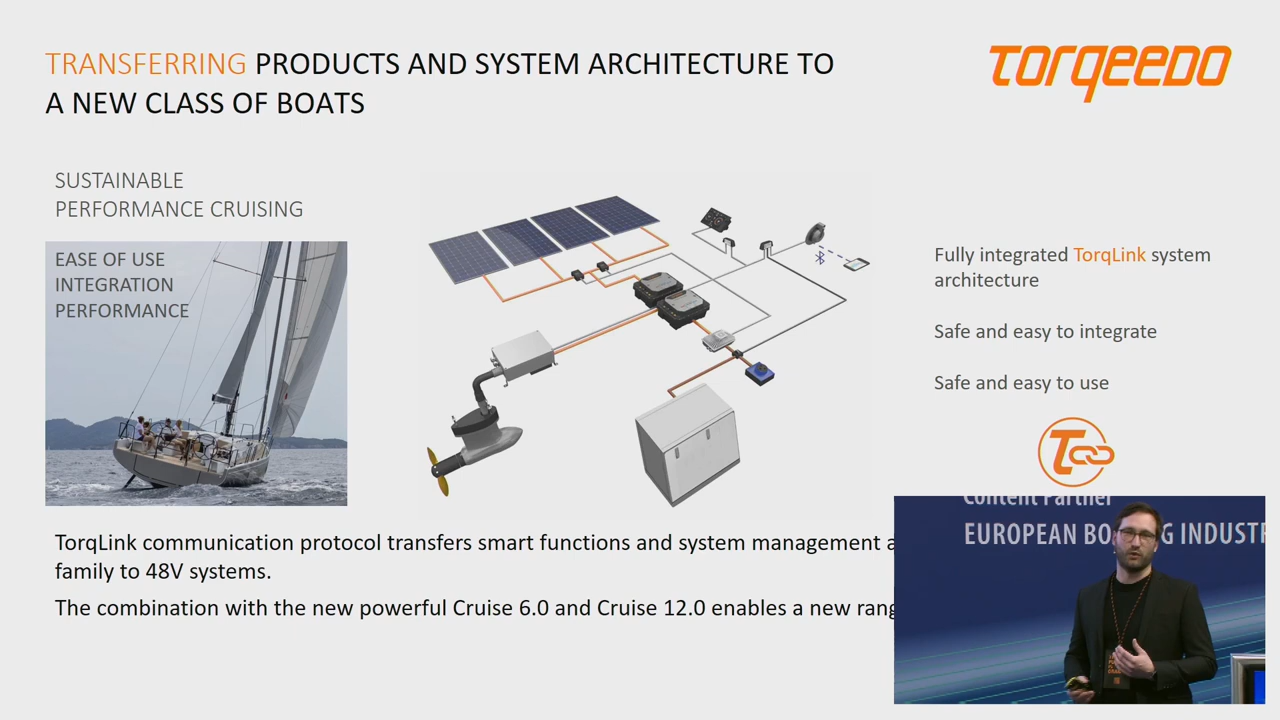 TRANSFERRING PRODUCTS AND SYSTEM ARCHITECTURE TO
A NEW CLASS OF BOATS
TORQEEDO
SUSTAINABLE
PERFORMANCE CRUISING
EASE OF USE
INTEGRATION
PERFORMANCE
Fully integrated TorqLink system
architecture
Safe and easy to integrate
Safe and easy to use
TorqLink communication protocol transfers smart functions and system management
family to 48V systems.
The combination with the new powerful Cruise 6.0 and Cruise 12.0 enables a new
Content Partner
EUROPEAN